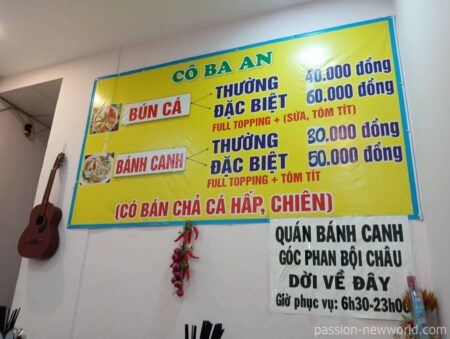 CÔ BA AN
BÚN CÁ
THƯỜNG 40.000 đồng
ĐẶC BIỆT 60.000 đồng
FULL TOPPING + (SỨA, TÔM TÍT)
BÁNH CANH
THƯỜNG 30.000 đồng
ĐẶC BIỆT 50.000 đồng
FULL TOPPING + TÔM TÍT
(CÓ BÁN CHẢ CÁ HẤP, CHIÊN)
QUÁN BÁNH CANH
GÓC PHAN BỘI CHÂU
DỜI VỀ ĐÂY
Giờ phục vụ: 6h30-23h00
passion-newworld.com